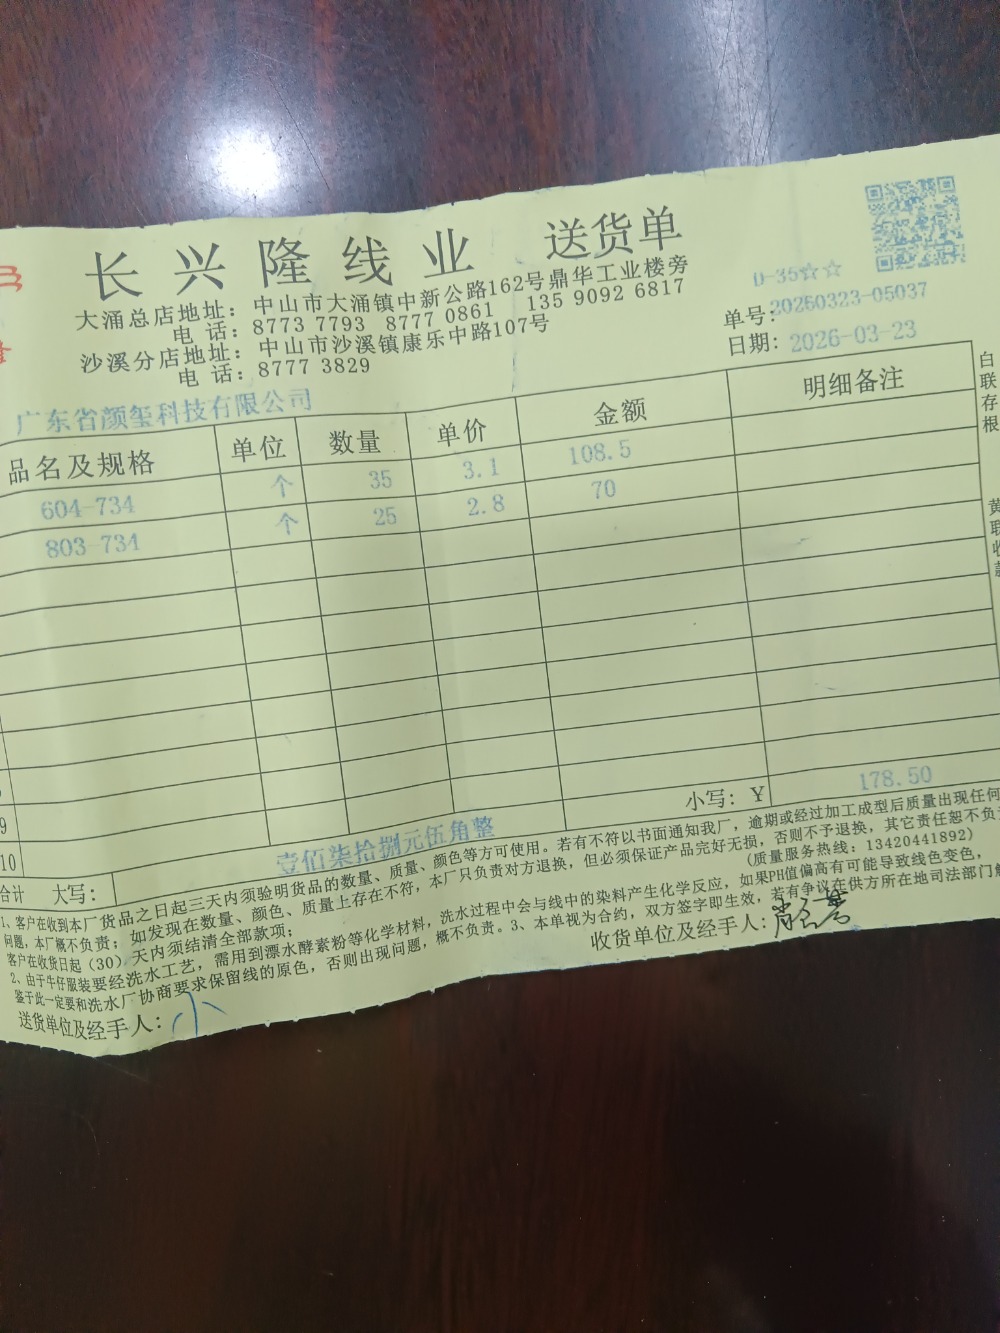 长兴隆线业 送货单
大涌总店地址：中山市大涌镇中新公路162号鼎华工业楼旁
电 话：8773 7793 8777 0861 135 9092 6817
沙溪分店地址：中山市沙溪镇康乐中路107号
电 话：8777 3829
D-35☆☆
单号:20260323-05037
日期: 2026-03-23
广东省颜玺科技有限公司
品名及规格 单位 数量 单价 金额 明细备注
604-734 个 35 3.1 108.5
803-734 个 25 2.8 70
9
10
小写：￥ 178.50
合计 大写： 壹佰柒拾捌元伍角整
1、客户在收到本厂货品之日起三天内须验明货品的数量、质量、颜色等方可使用。若有不符以书面通知我厂，逾期或经过加工成型后质量出现任何
问题，本厂概不负责；如发现在数量、颜色、质量上存在不符，本厂只负责对方退换，但必须保证产品完好无损，否则不予退换，其它责任恕不负
客户在收货日起（30）天内须结清全部款项； (质量服务热线：13420441892)
2、由于牛仔服装要经洗水工艺，需用到漂水酵素粉等化学材料，洗水过程中会与线中的染料产生化学反应，如果PH值偏高有可能导致线色变色，
鉴于此一定要和洗水厂协商要求保留线的原色，否则出现问题，概不负责。3、本单视为合约，双方签字即生效，若有争议在供方所在地司法部门
送货单位及经手人： 小
收货单位及经手人：
白联存根
黄联收款